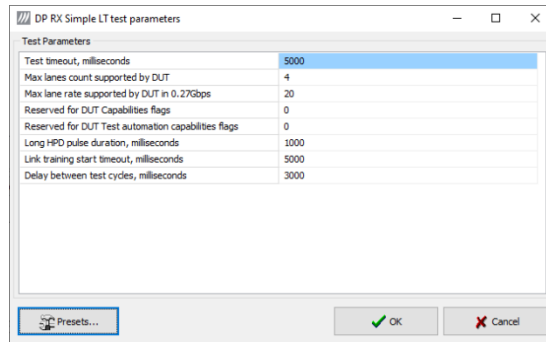 DP RX Simple LT test parameters
Test Parameters
Test timeout, milliseconds 5000
Max lanes count supported by DUT 4
Max lane rate supported by DUT in 0.27Gbps 20
Reserved for DUT Capabilities flags 0
Reserved for DUT Test automation capabilities flags 0
Long HPD pulse duration, milliseconds 1000
Link training start timeout, milliseconds 5000
Delay between test cycles, milliseconds 3000
Presets... OK Cancel